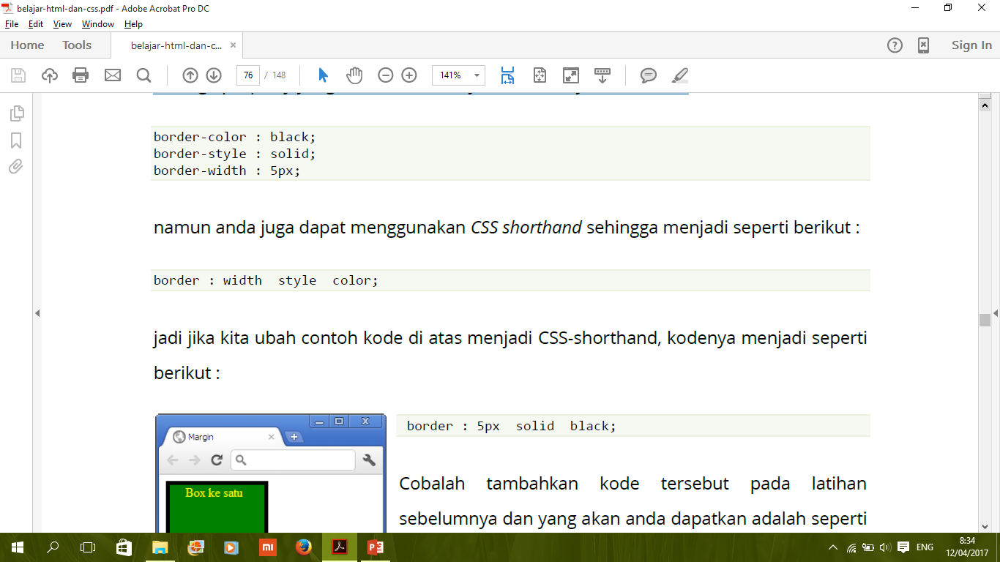 belajar-html-dan-css.pdf - Adobe Acrobat Pro DC
File Edit View Window Help
Home Tools belajar-html-dan-c... × Sign In
76 / 148 141%
border-color : black;
border-style : solid;
border-width : 5px;
namun anda juga dapat menggunakan CSS shorthand sehingga menjadi seperti berikut :
border : width style color;
jadi jika kita ubah contoh kode di atas menjadi CSS-shorthand, kodenya menjadi seperti
berikut :
Margin
Box ke satu
border : 5px solid black;
Cobalah tambahkan kode tersebut pada latihan
sebelumnya dan yang akan anda dapatkan adalah seperti
mi
ENG
8:34
12/04/2017